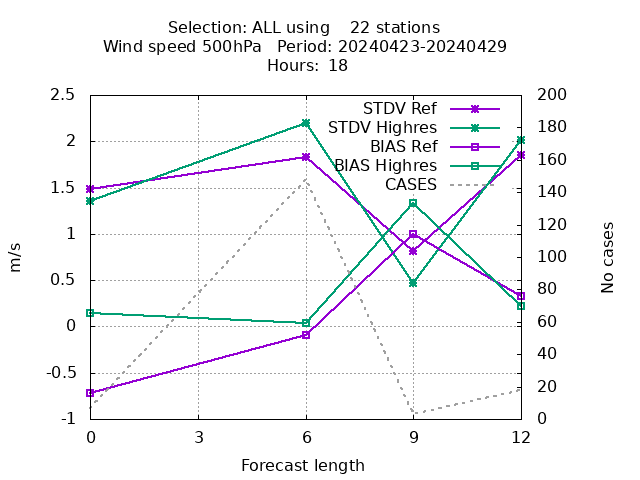 Selection: ALL using    22 stations
Wind speed 500hPa   Period: 20240423-20240429
Hours:  18
2.5
2
1.5
1
0.5
0
-0.5
-1
200
180
160
140
120
100
80
60
40
20
0
STDV Ref
STDV Highres
BIAS Ref
BIAS Highres
CASES
m/s
No cases
0 3 6 9 12
Forecast length